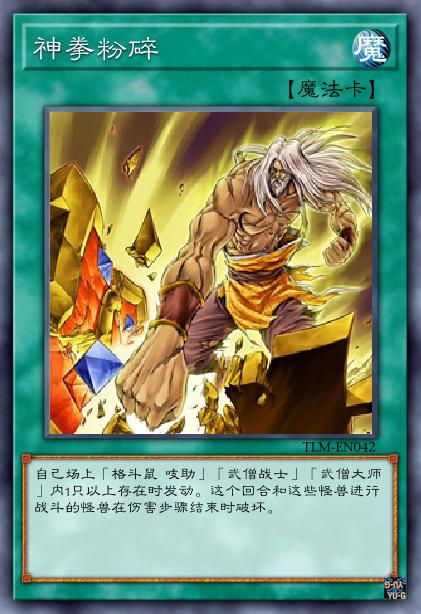 神拳粉碎
魔
【魔法卡】
TLM-EN042
自己场上「格斗鼠 吱助」「武僧战士」「武僧大师
」内1只以上存在时发动。这个回合和这些怪兽进行
战斗的怪兽在伤害步骤结束时破坏。